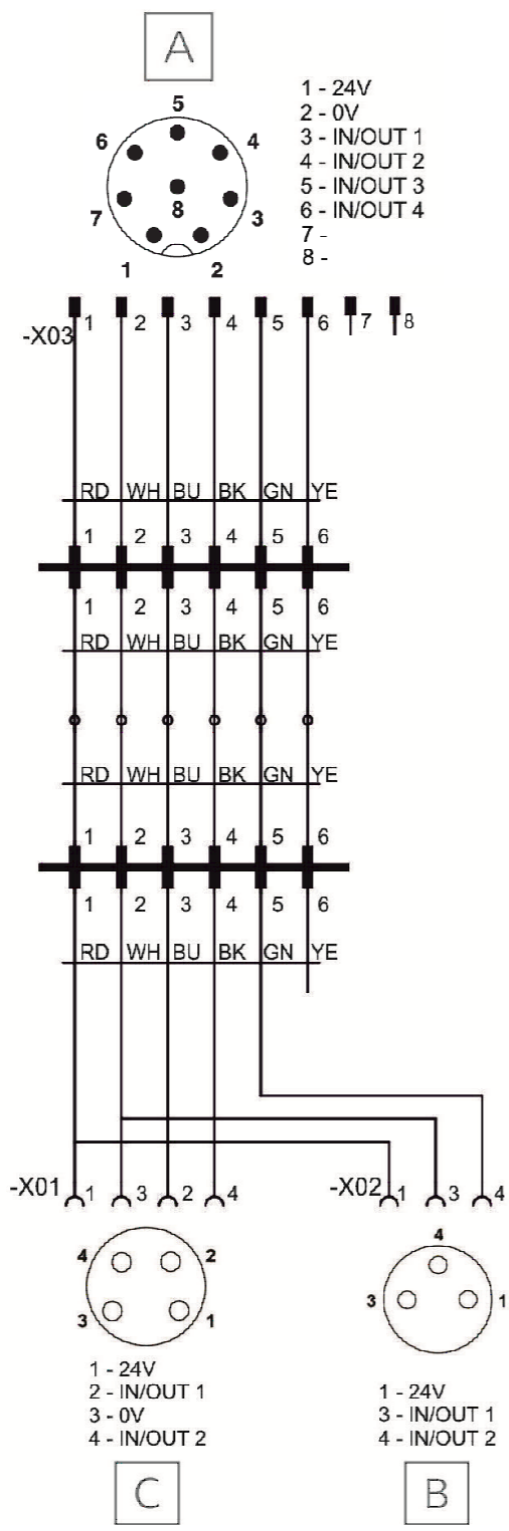 A
5
6 4
7 8 3
1 2
1 - 24V
2 - 0V
3 - IN/OUT 1
4 - IN/OUT 2
5 - IN/OUT 3
6 - IN/OUT 4
7 -
8 -
-X03 1 2 3 4 5 6 7 8
RD WH BU BK GN YE
1 2 3 4 5 6
1 2 3 4 5 6
RD WH BU BK GN YE
RD WH BU BK GN YE
1 2 3 4 5 6
1 2 3 4 5 6
RD WH BU BK GN YE
-X01 1 3 2 4 -X02 1 3 4
4 2
3 1
1 - 24V
2 - IN/OUT 1
3 - 0V
4 - IN/OUT 2
C
4
3 1
1 - 24V
3 - IN/OUT 1
4 - IN/OUT 2
B